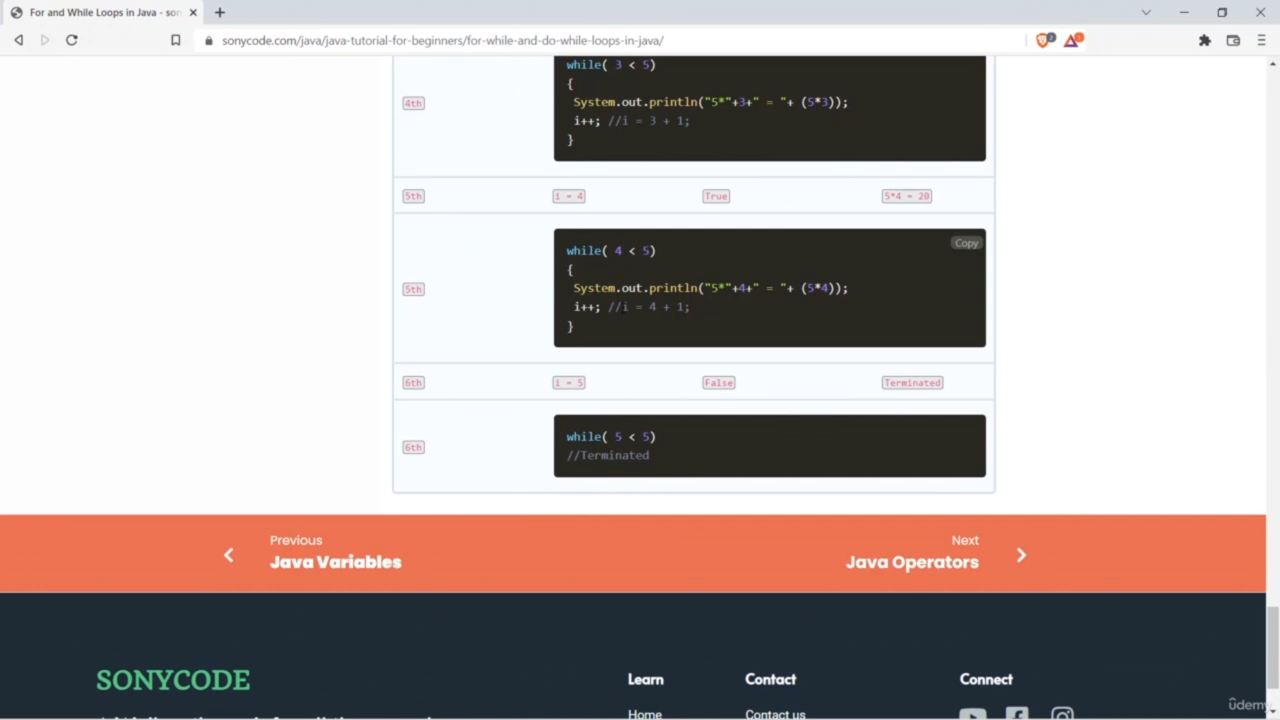 For and While Loops in Java - son
sonycode.com/java/java-tutorial-for-beginners/for-while-and-do-while-loops-in-java/
while( 3 < 5)
{
4th
System.out.println("5*"+3+" = "+ (5*3));
i++; //i = 3 + 1;
}
5th i = 4 True 5*4 = 20
while( 4 < 5) Copy
{
5th
System.out.println("5*"+4+" = "+ (5*4));
i++; //i = 4 + 1;
}
6th i = 5 False Terminated
while( 5 < 5)
6th
//Terminated
Previous
Java Variables
Next
Java Operators
SONYCODE
Learn Contact Connect
Home Contact us
udemy